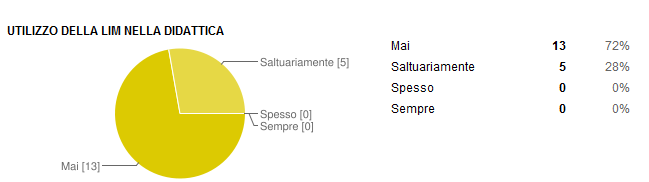 UTILIZZO DELLA LIM NELLA DIDATTICA
Saltuariamente [5]
Spesso [0]
Sempre [0]
Mai [13]
Mai 13 72%
Saltuariamente 5 28%
Spesso 0 0%
Sempre 0 0%